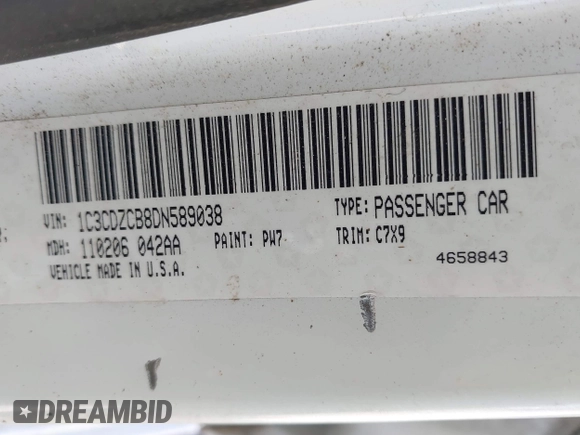 VIN: 1C3CDZCB8DN589038
TYPE: PASSENGER CAR
MDH: 110206 042AA
PAINT: PW7
TRIM: C7X9
VEHICLE MADE IN U.S.A.
4658843
DREAMBID